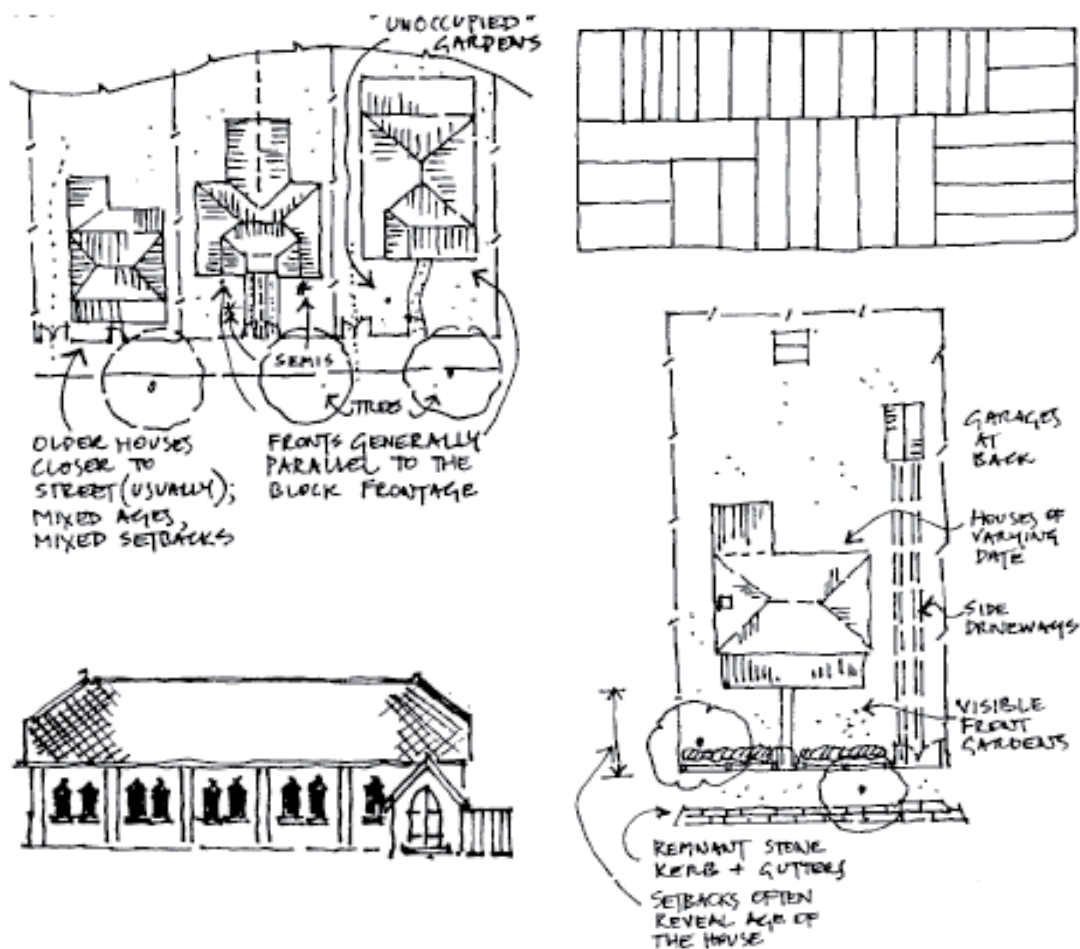 "UNOCCUPIED"
GARDENS
SEMIS
TREES
OLDER HOUSES
CLOSER TO
STREET (USUALLY);
MIXED AGES,
MIXED SETBACKS
FRONTS GENERALLY
PARALLEL TO THE
BLOCK FRONTAGE
GARAGES
AT
BACK
HOUSES OF
VARYING
DATE
SIDE
DRIVEWAYS
VISIBLE
FRONT
GARDENS
REMNANT STONE
KERB + GUTTERS
SETBACKS OFTEN
REVEAL AGE OF
THE HOUSE